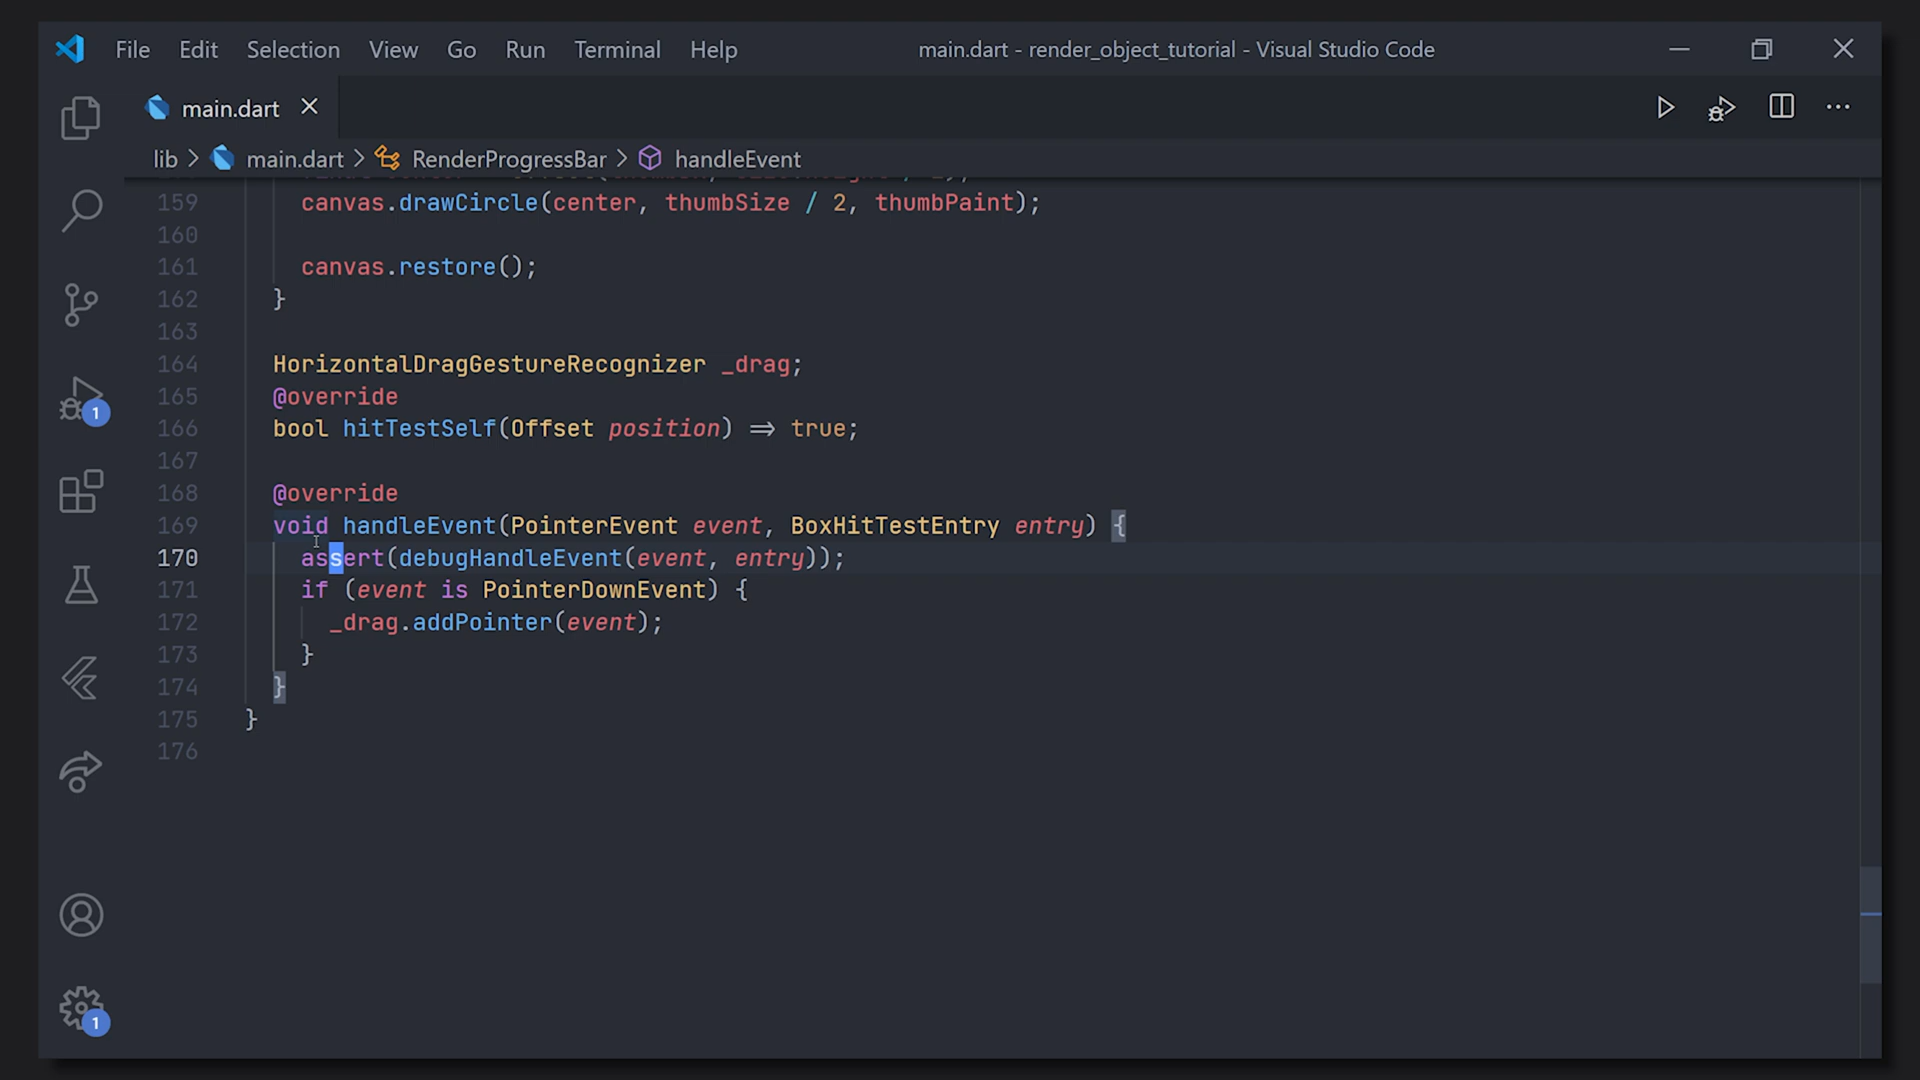 File Edit Selection View Go Run Terminal Help main.dart - render_object_tutorial - Visual Studio Code
main.dart
lib > main.dart > RenderProgressBar > handleEvent
159 canvas.drawCircle(center, thumbSize / 2, thumbPaint);
160
161 canvas.restore();
162 }
163
164 HorizontalDragGestureRecognizer _drag;
165 @override
166 bool hitTestSelf(Offset position) => true;
167
168 @override
169 void handleEvent(PointerEvent event, BoxHitTestEntry entry) {
170 assert(debugHandleEvent(event, entry));
171 if (event is PointerDownEvent) {
172 _drag.addPointer(event);
173 }
174 }
175 }
176
1
1